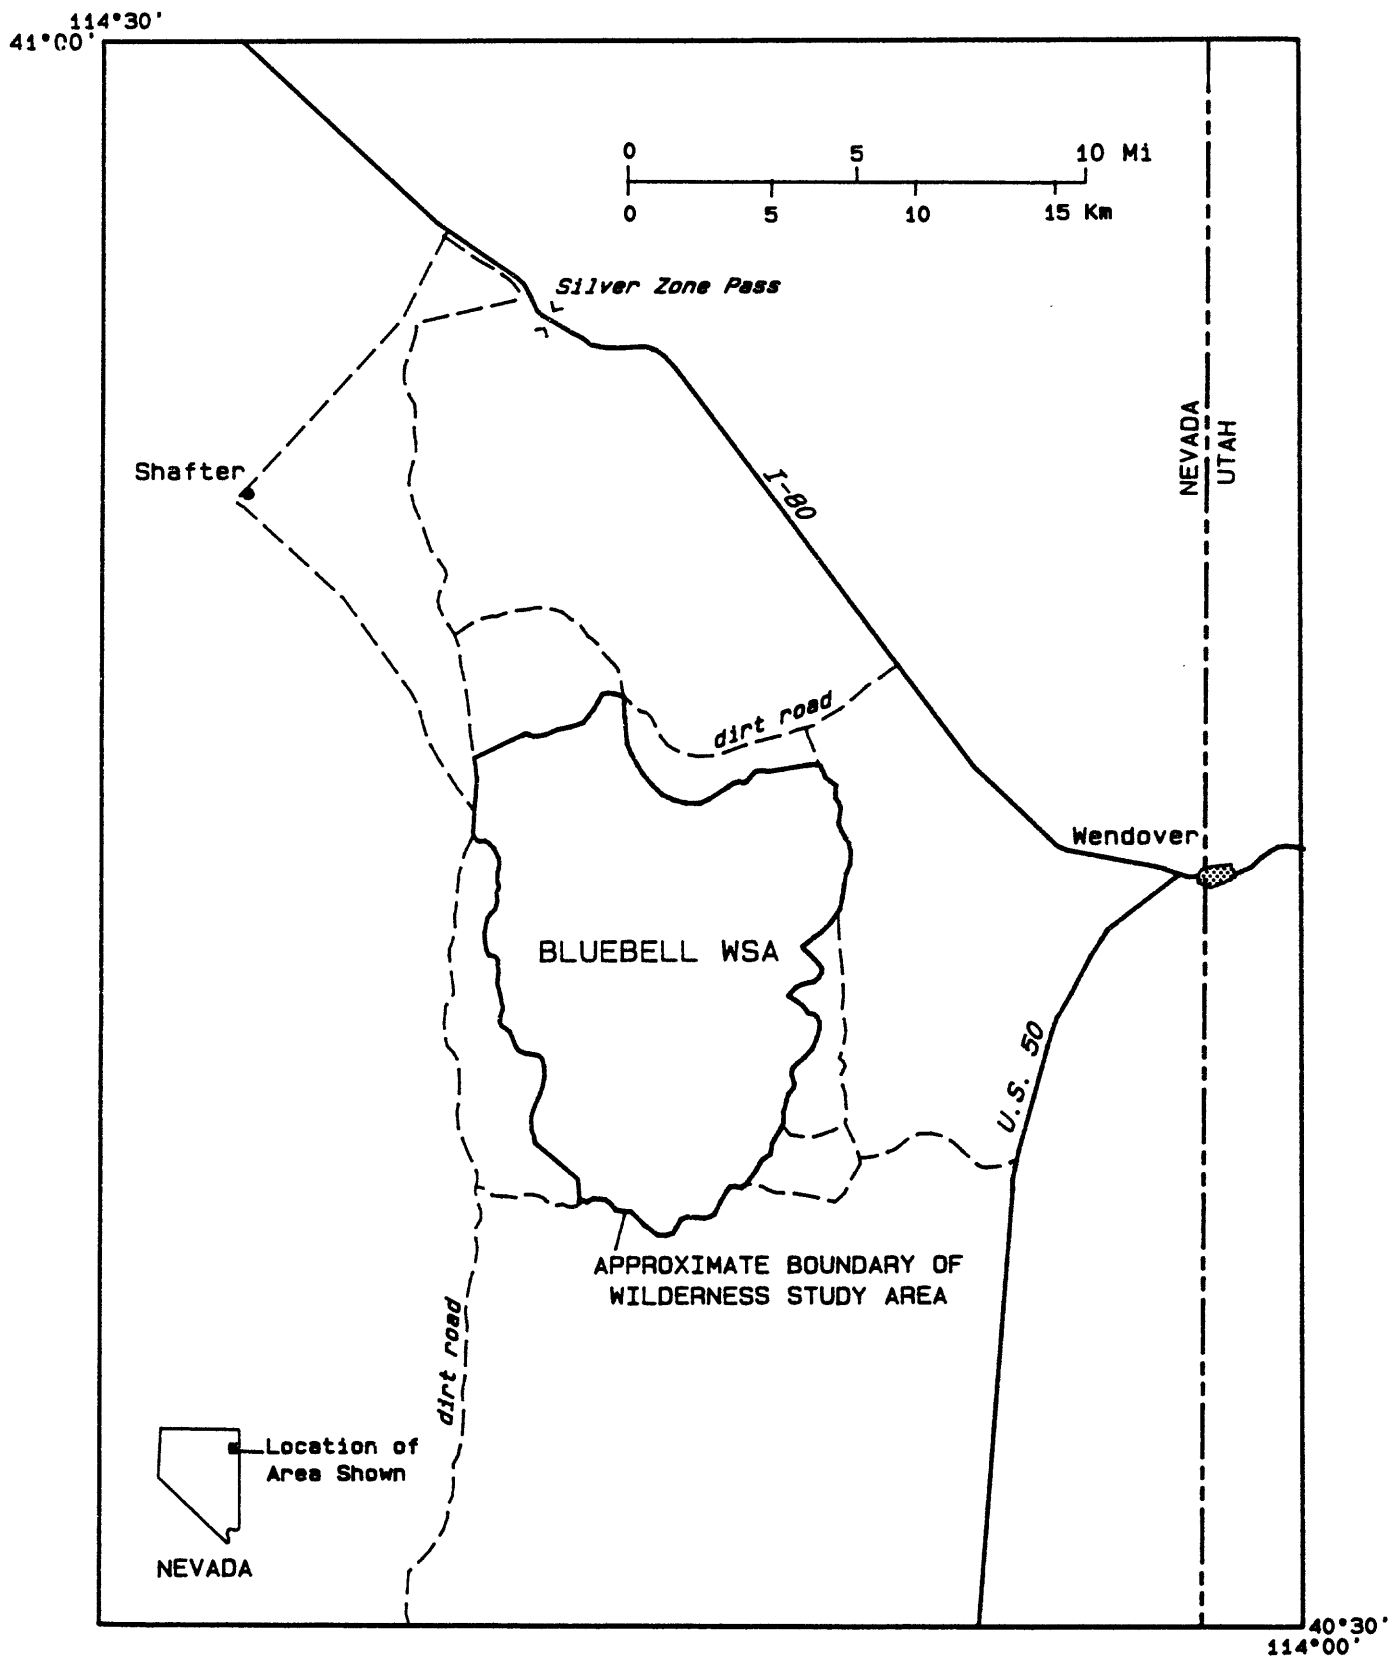 114°30'
41°00'
0 5 10 Mi
0 5 10 15 Km
Silver Zone Pass
NEVADA
UTAH
Shafter
I-80
dirt road
Wendover
BLUEBELL WSA
U.S. 50
APPROXIMATE BOUNDARY OF
WILDERNESS STUDY AREA
dirt road
Location of
Area Shown
NEVADA
40°30'
114°00'